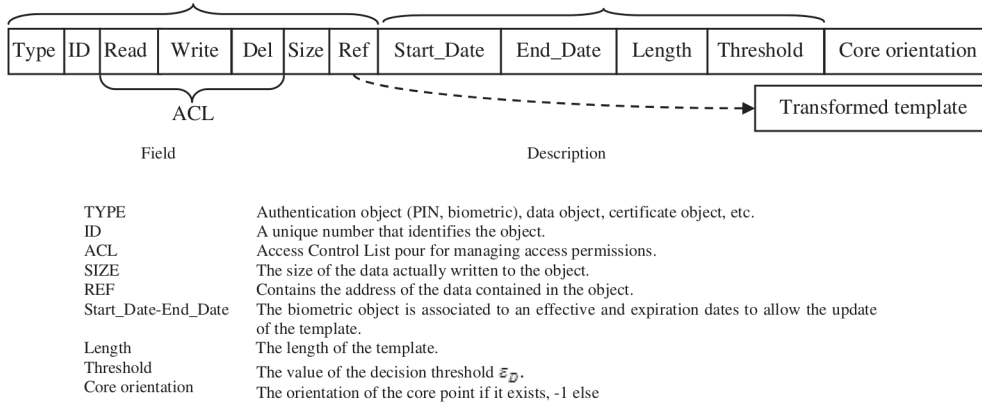 Type ID Read Write Del Size Ref Start_Date End_Date Length Threshold Core orientation
ACL
Transformed template
Field Description
TYPE Authentication object (PIN, biometric), data object, certificate object, etc.
ID A unique number that identifies the object.
ACL Access Control List pour for managing access permissions.
SIZE The size of the data actually written to the object.
REF Contains the address of the data contained in the object.
Start_Date-End_Date The biometric object is associated to an effective and expiration dates to allow the update
of the template.
Length The length of the template.
Threshold The value of the decision threshold ε_D.
Core orientation The orientation of the core point if it exists, -1 else